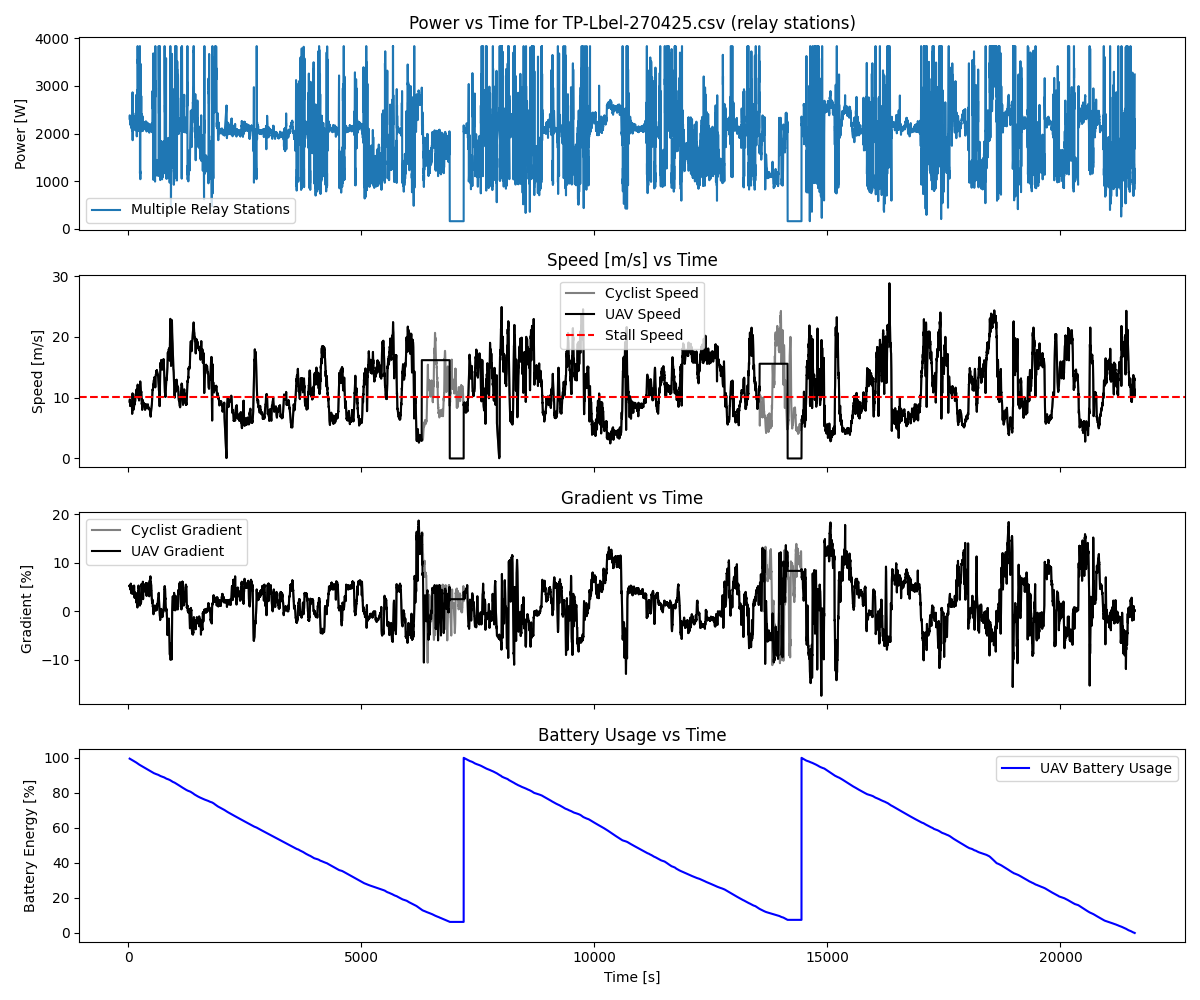 Power vs Time for TP-Lbel-270425.csv (relay stations)
4000
3000
2000
1000
0
Power [W]
Multiple Relay Stations
Speed [m/s] vs Time
30
20
10
0
Speed [m/s]
Cyclist Speed
UAV Speed
Stall Speed
Gradient vs Time
20
10
0
−10
Gradient [%]
Cyclist Gradient
UAV Gradient
Battery Usage vs Time
100
80
60
40
20
0
Battery Energy [%]
UAV Battery Usage
0 5000 10000 15000 20000
Time [s]